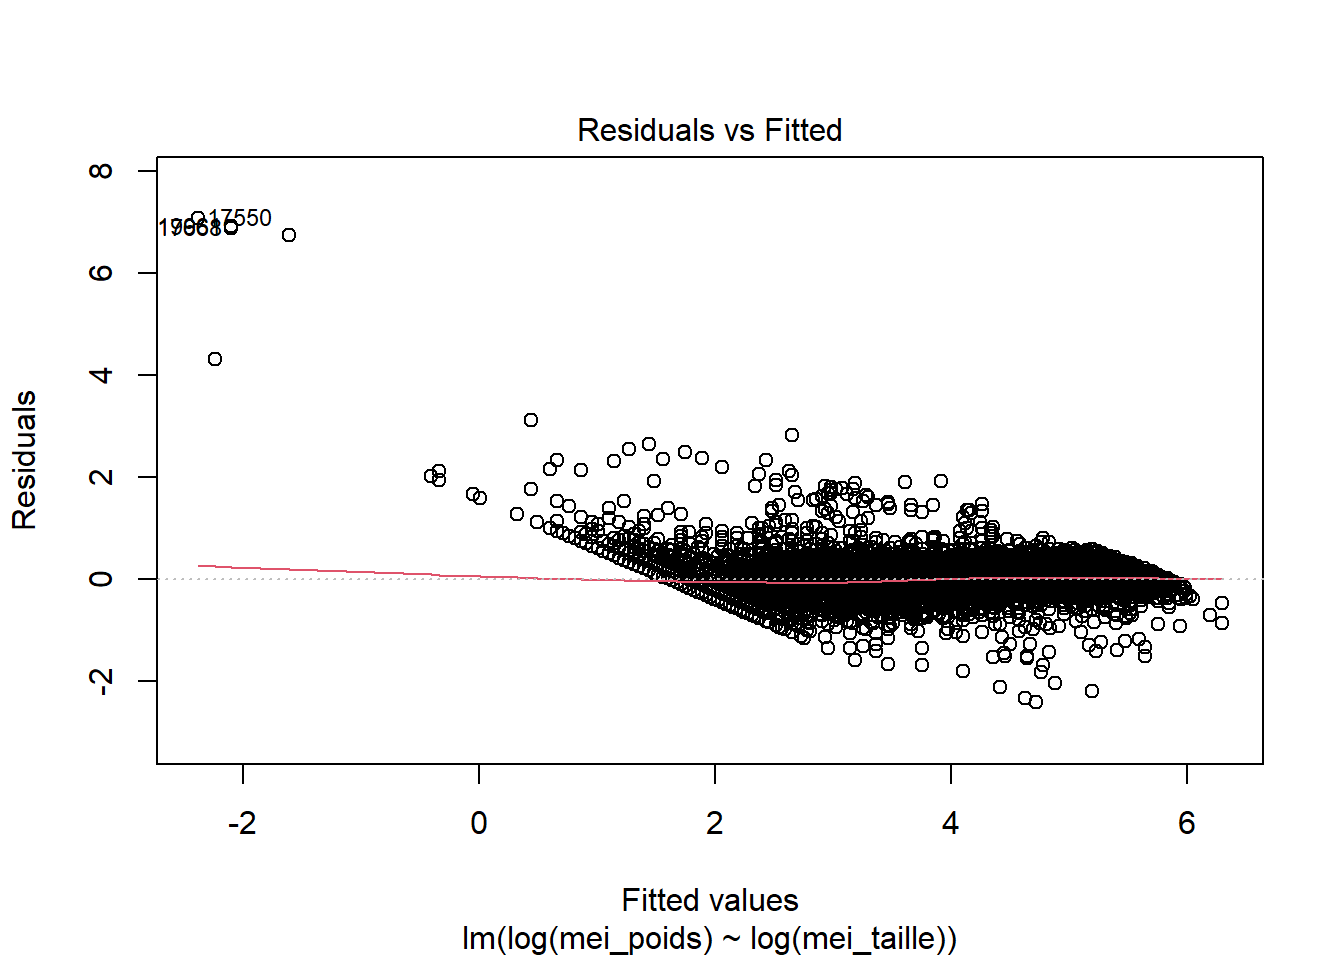 Residuals vs Fitted
Residuals
8
6
4
2
0
-2
17550
-2 0 2 4 6
Fitted values
lm(log(mei_poids) ~ log(mei_taille))